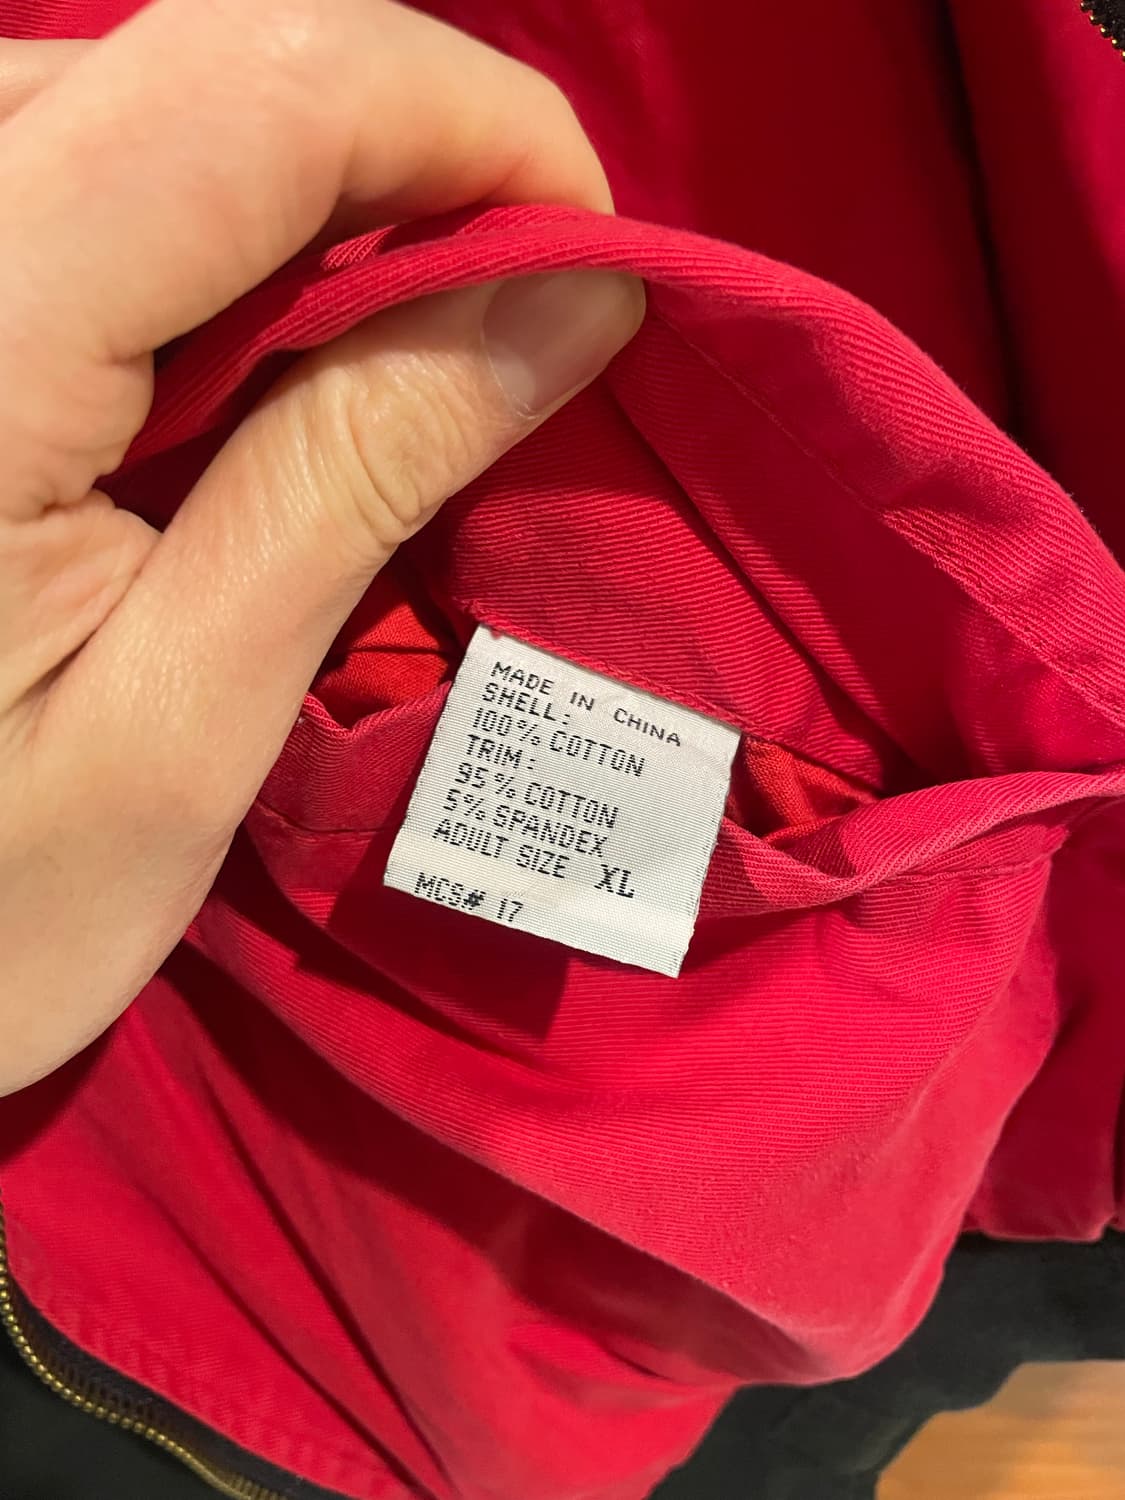 MADE IN CHINA
SHELL:
100% COTTON
TRIM:
95% COTTON
5% SPANDEX
ADULT SIZE XL
MCS# 17